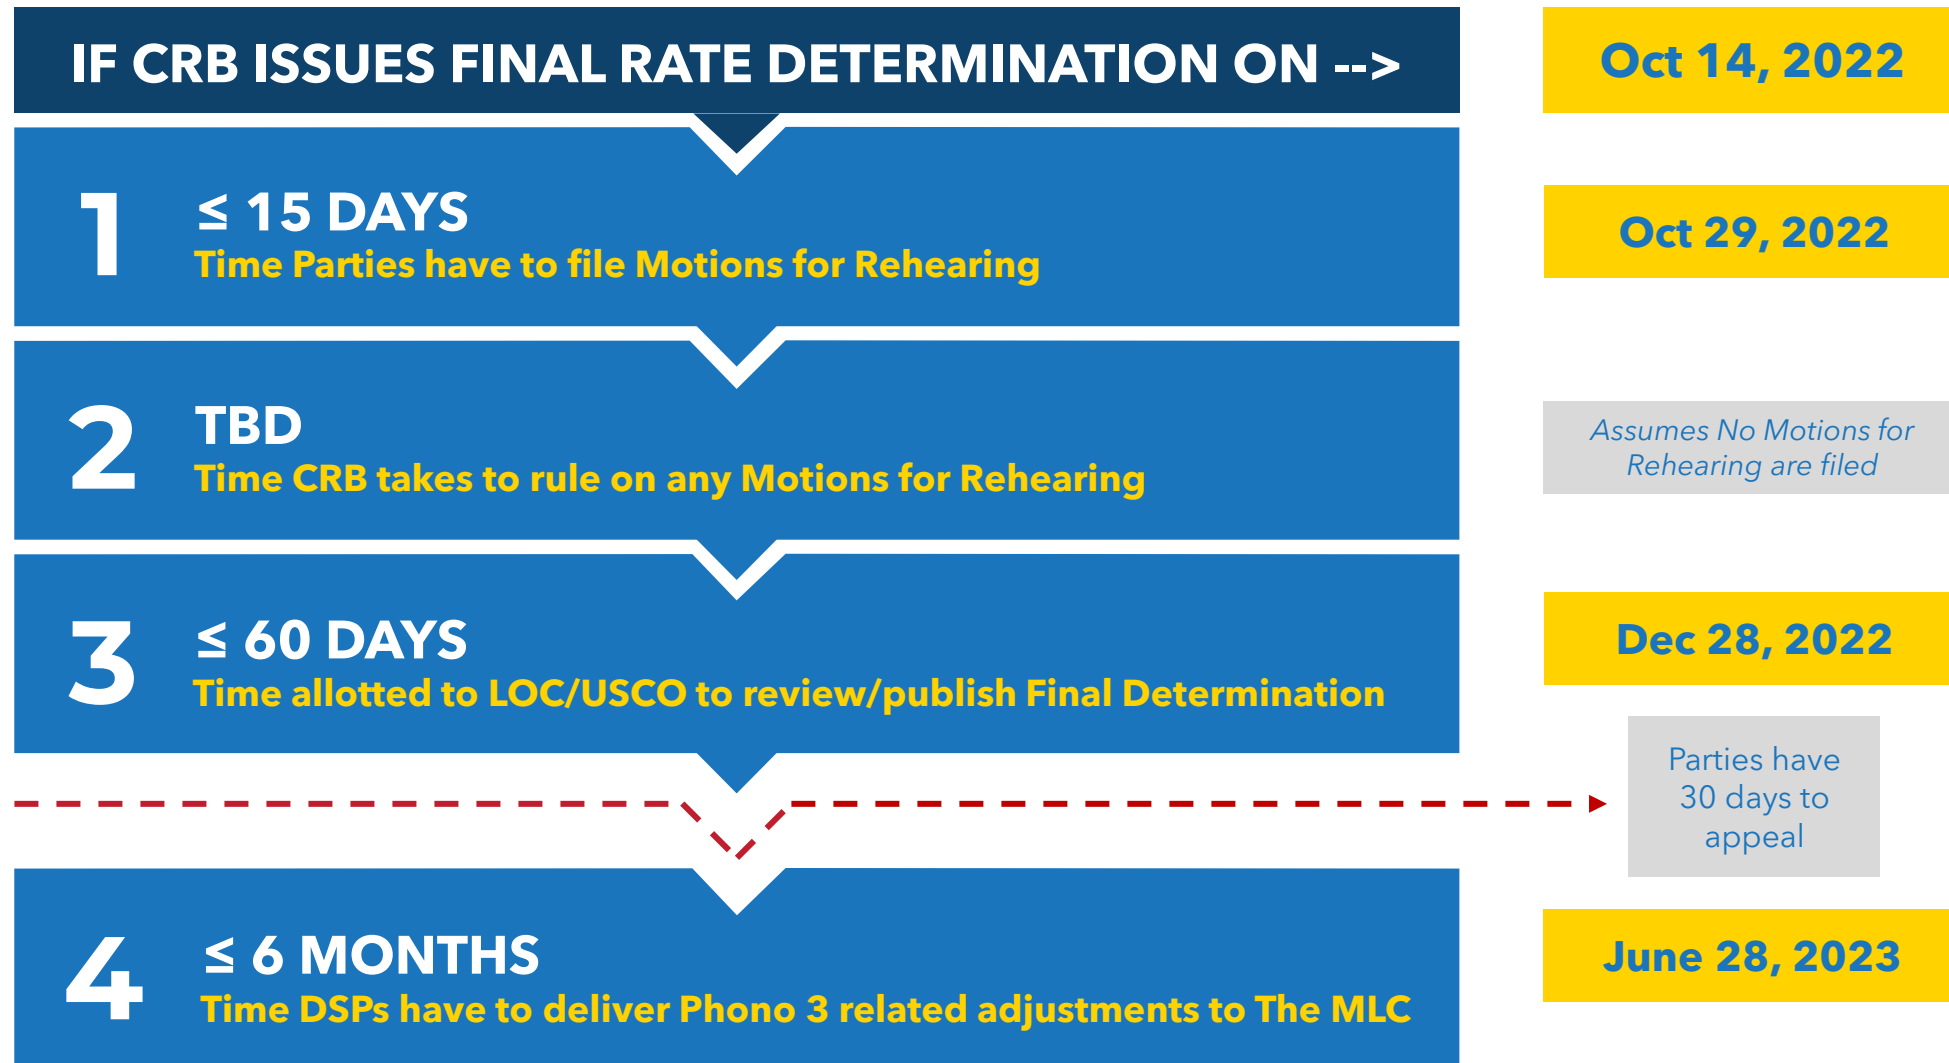 IF CRB ISSUES FINAL RATE DETERMINATION ON -->
Oct 14, 2022
1
≤ 15 DAYS
Time Parties have to file Motions for Rehearing
Oct 29, 2022
2
TBD
Time CRB takes to rule on any Motions for Rehearing
Assumes No Motions for
Rehearing are filed
3
≤ 60 DAYS
Time allotted to LOC/USCO to review/publish Final Determination
Dec 28, 2022
Parties have
30 days to
appeal
4
≤ 6 MONTHS
Time DSPs have to deliver Phono 3 related adjustments to The MLC
June 28, 2023